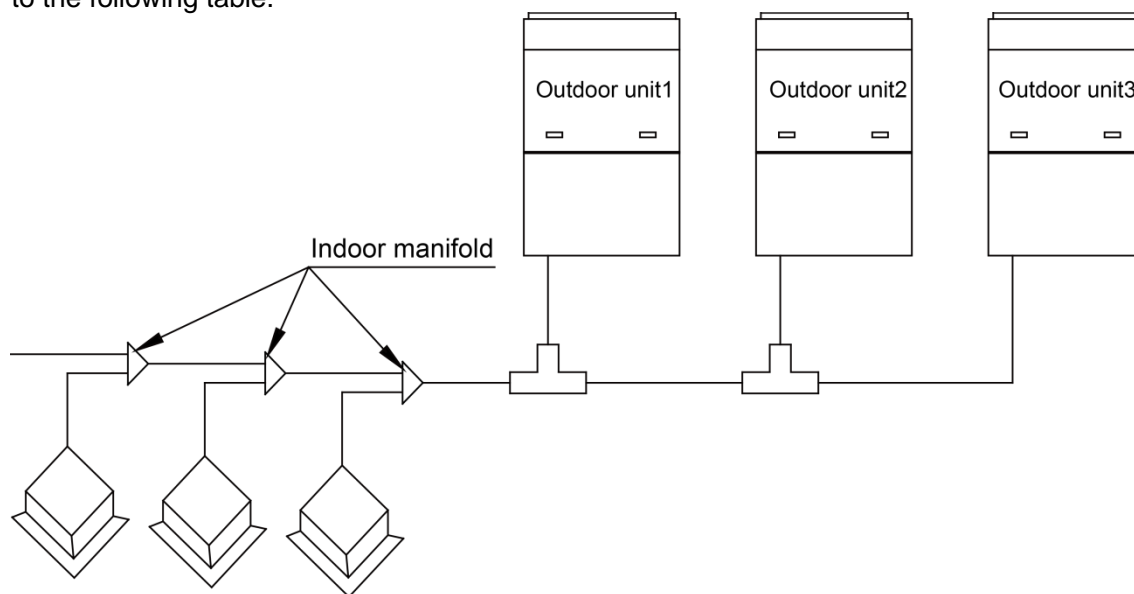 to the following table.
Outdoor unit1
Outdoor unit2
Outdoor unit3
Indoor manifold